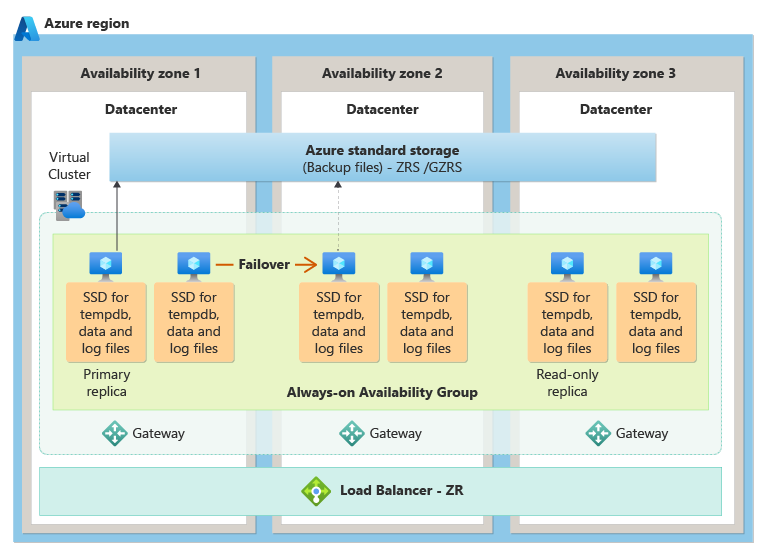 Azure region
Availability zone 1
Availability zone 2
Availability zone 3
Datacenter
Datacenter
Datacenter
Azure standard storage
(Backup files) - ZRS /GZRS
Virtual
Cluster
Failover
SSD for
tempdb,
data and
log files
SSD for
tempdb,
data and
log files
SSD for
tempdb,
data and
log files
SSD for
tempdb,
data and
log files
SSD for
tempdb,
data and
log files
SSD for
tempdb,
data and
log files
Primary
replica
Read-only
replica
Always-on Availability Group
Gateway
Gateway
Gateway
Load Balancer - ZR